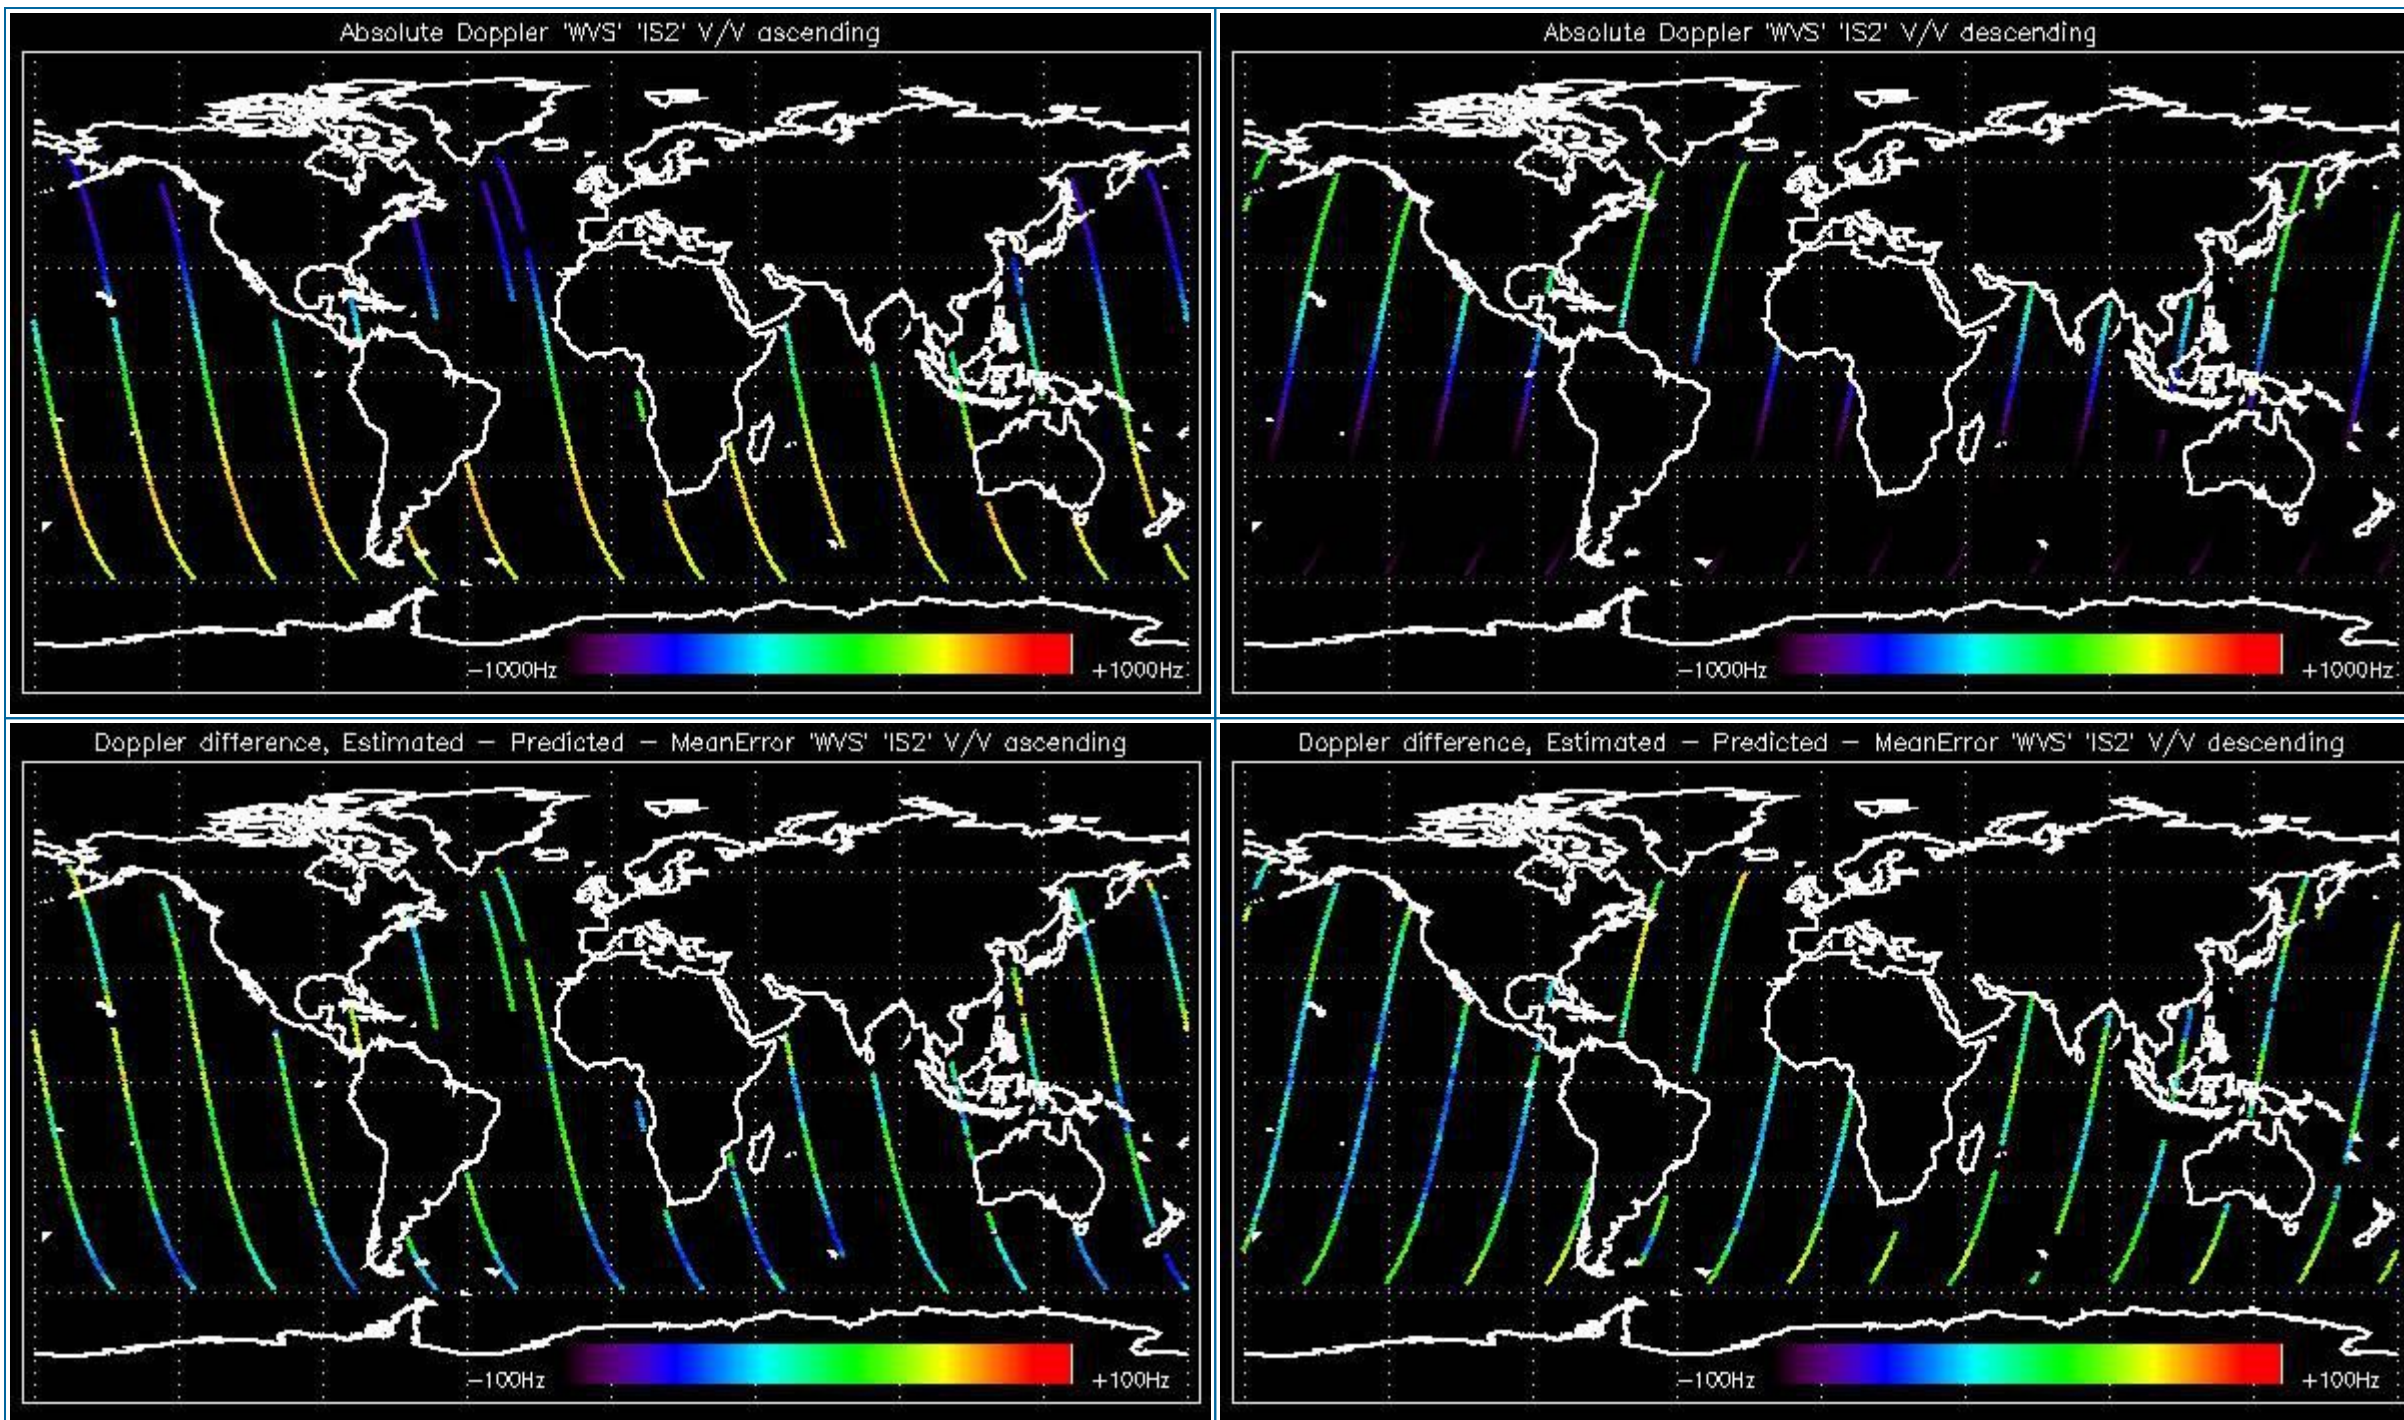 Absolute Doppler 'WVS' 'IS2' V/V ascending
−1000Hz
+1000Hz
Absolute Doppler 'WVS' 'IS2' V/V descending
−1000Hz
+1000Hz
Doppler difference, Estimated − Predicted − MeanError 'WVS' 'IS2' V/V ascending
−100Hz
+100Hz
Doppler difference, Estimated − Predicted − MeanError 'WVS' 'IS2' V/V descending
−100Hz
+100Hz